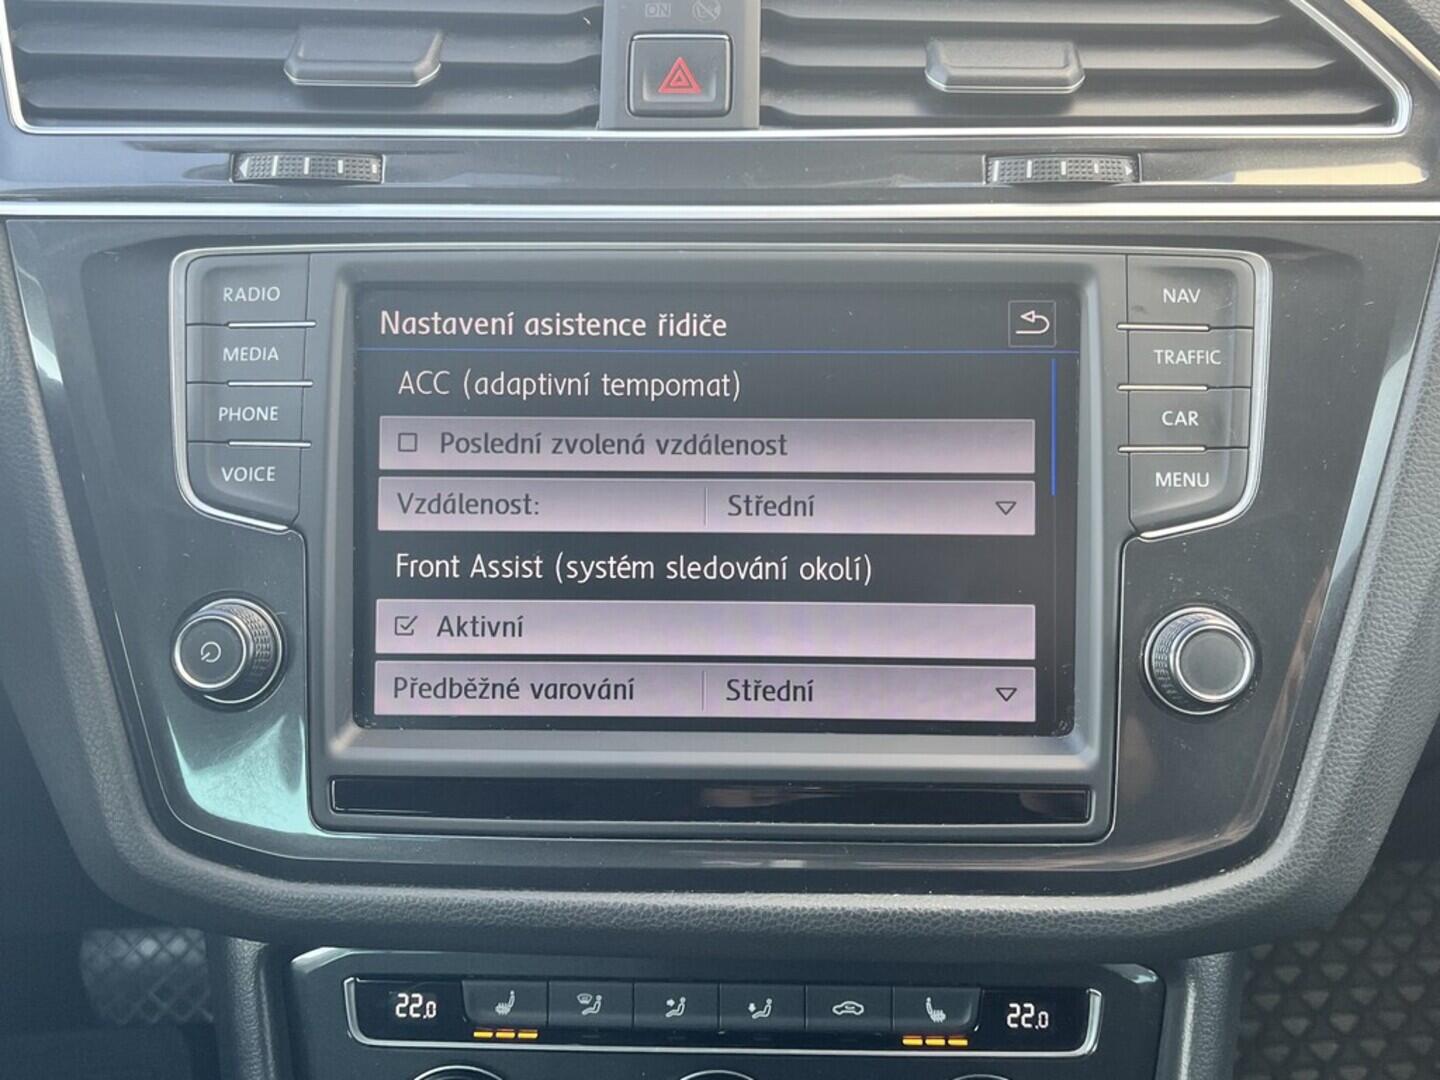 ON
RADIO
MEDIA
PHONE
VOICE
Nastavení asistence řidiče
ACC (adaptivní tempomat)
Poslední zvolená vzdálenost
Vzdálenost: Střední
Front Assist (systém sledování okolí)
Aktivní
Předběžné varování Střední
NAV
TRAFFIC
CAR
MENU
22.0
22.0